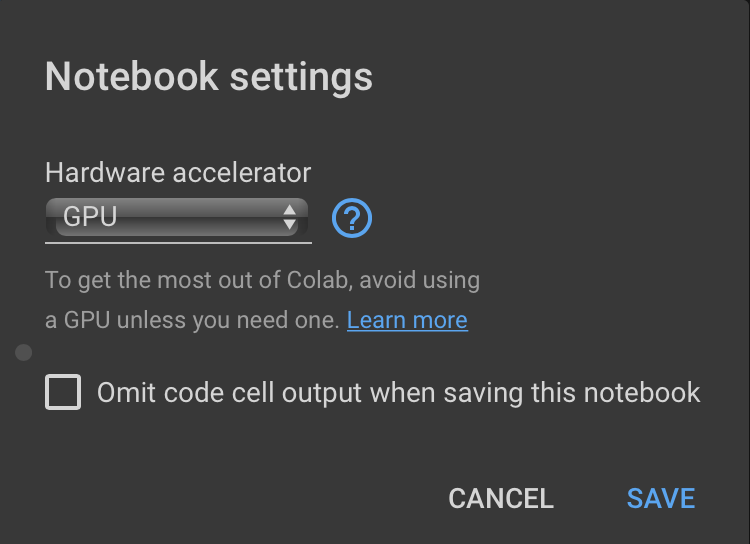 Notebook settings
Hardware accelerator
GPU
?
To get the most out of Colab, avoid using
a GPU unless you need one. Learn more
Omit code cell output when saving this notebook
CANCEL SAVE